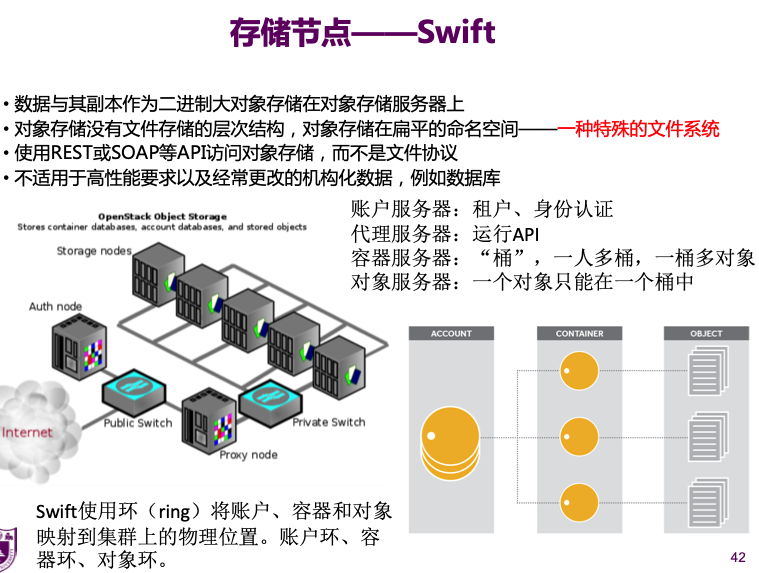 存储节点——Swift
• 数据与其副本作为二进制大对象存储在对象存储服务器上
• 对象存储没有文件存储的层次结构，对象存储在扁平的命名空间——一种特殊的文件系统
• 使用REST或SOAP等API访问对象存储，而不是文件协议
• 不适用于高性能要求以及经常更改的机构化数据，例如数据库
账户服务器：租户、身份认证
代理服务器：运行API
容器服务器：“桶”，一人多桶，一桶多对象
对象服务器：一个对象只能在一个桶中
OpenStack Object Storage
Stores container databases, account databases, and stored objects
Storage nodes
Auth node
Internet
Public Switch
Private Switch
Proxy node
ACCOUNT
CONTAINER
OBJECT
Swift使用环（ring）将账户、容器和对象
映射到集群上的物理位置。账户环、容
器环、对象环。
42